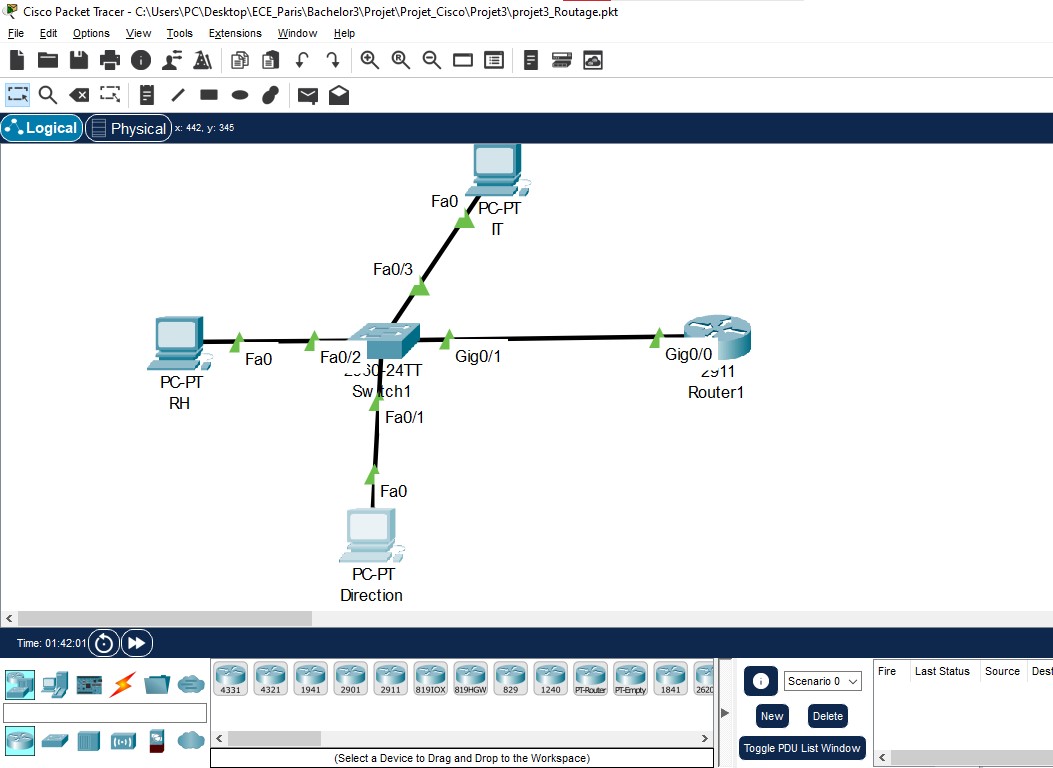 Cisco Packet Tracer - C:\Users\PC\Desktop\ECE_Paris\Bachelor3\Projet\Projet_Cisco\Projet3\projet3_Routage.pkt
File Edit Options View Tools Extensions Window Help
Logical Physical x: 442, y: 345
Fa0
PC-PT
IT
Fa0/3
Fa0
Fa0/2
Gig0/1
Gig0/0
PC-PT
RH
2960-24TT
Switch1
2911
Router1
Fa0/1
Fa0
PC-PT
Direction
Time: 01:42:01
4331 4321 1941 2901 2911 819IOX 819HGW 829 1240 PT-Router PT-Empty 1841 2620
(Select a Device to Drag and Drop to the Workspace)
Scenario 0
New Delete
Toggle PDU List Window
Fire Last Status Source Dest